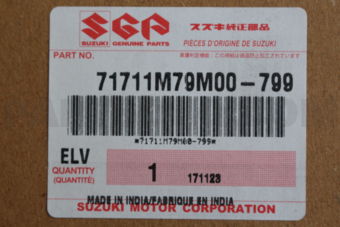 SGP
スズキ純正部品
SUZUKI GENUINE PARTS
PIÈCES D'ORIGINE DE SUZUKI
PART NO.
71711M79M00-799
*71711M79M60-799*
ELV
QUANTITY
(QUANTITÉ)
1
171123
MADE IN INDIA/FABRIQUE EN INDIA
SUZUKI MOTOR CORPORATION